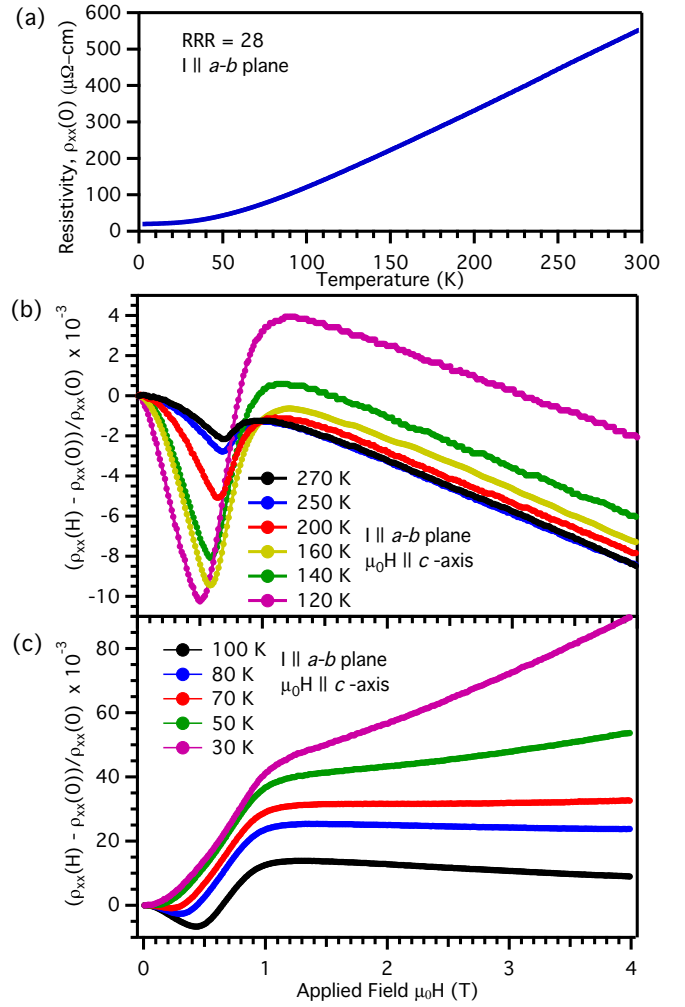 (a)
600
500
400
300
200
100
0
Resistivity, ρxx(0) (μΩ–cm)
RRR = 28
I || a-b plane
0
50
100
150
200
250
300
Temperature (K)
(b)
4
2
0
-2
-4
-6
-8
-10
(ρxx(H) - ρxx(0))/ρxx(0) x 10⁻³
270 K
250 K
200 K
160 K
140 K
120 K
I || a-b plane
μ₀H || c -axis
(c)
80
60
40
20
0
(ρxx(H) - ρxx(0))/ρxx(0) x 10⁻³
100 K
80 K
70 K
50 K
30 K
I || a-b plane
μ₀H || c -axis
0
1
2
3
4
Applied Field μ₀H (T)